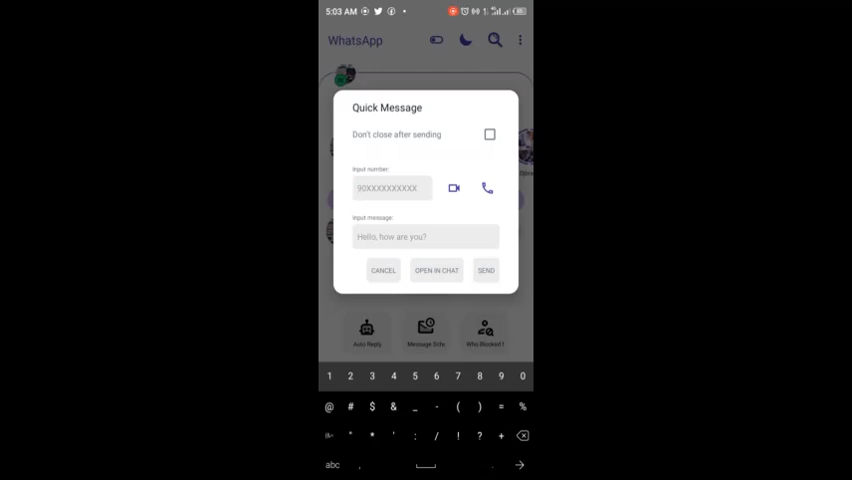 5:03 AM
WhatsApp
Quick Message
Don't close after sending
Input number:
90XXXXXXXXXX
Input message:
Hello, how are you?
CANCEL OPEN IN CHAT SEND
Auto Reply Message Sche Who Blocked !
1 2 3 4 5 6 7 8 9 0
@ # $ & _ - ( ) = %
" * ' : / ! ? +
abc , .